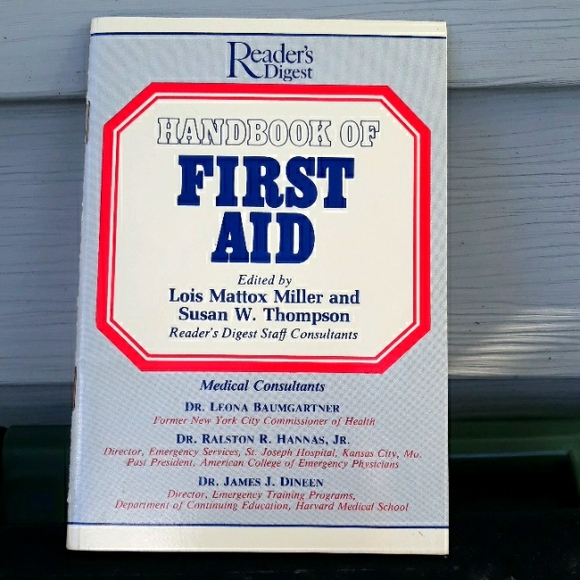 Reader's
Digest
HANDBOOK OF
FIRST
AID
Edited by
Lois Mattox Miller and
Susan W. Thompson
Reader's Digest Staff Consultants
Medical Consultants
DR. LEONA BAUMGARTNER
Former New York City Commissioner of Health
DR. RALSTON R. HANNAS, JR.
Director, Emergency Services, St. Joseph Hospital, Kansas City, Mo.
Past President, American College of Emergency Physicians
DR. JAMES J. DINEEN
Director, Emergency Training Programs,
Department of Continuing Education, Harvard Medical School